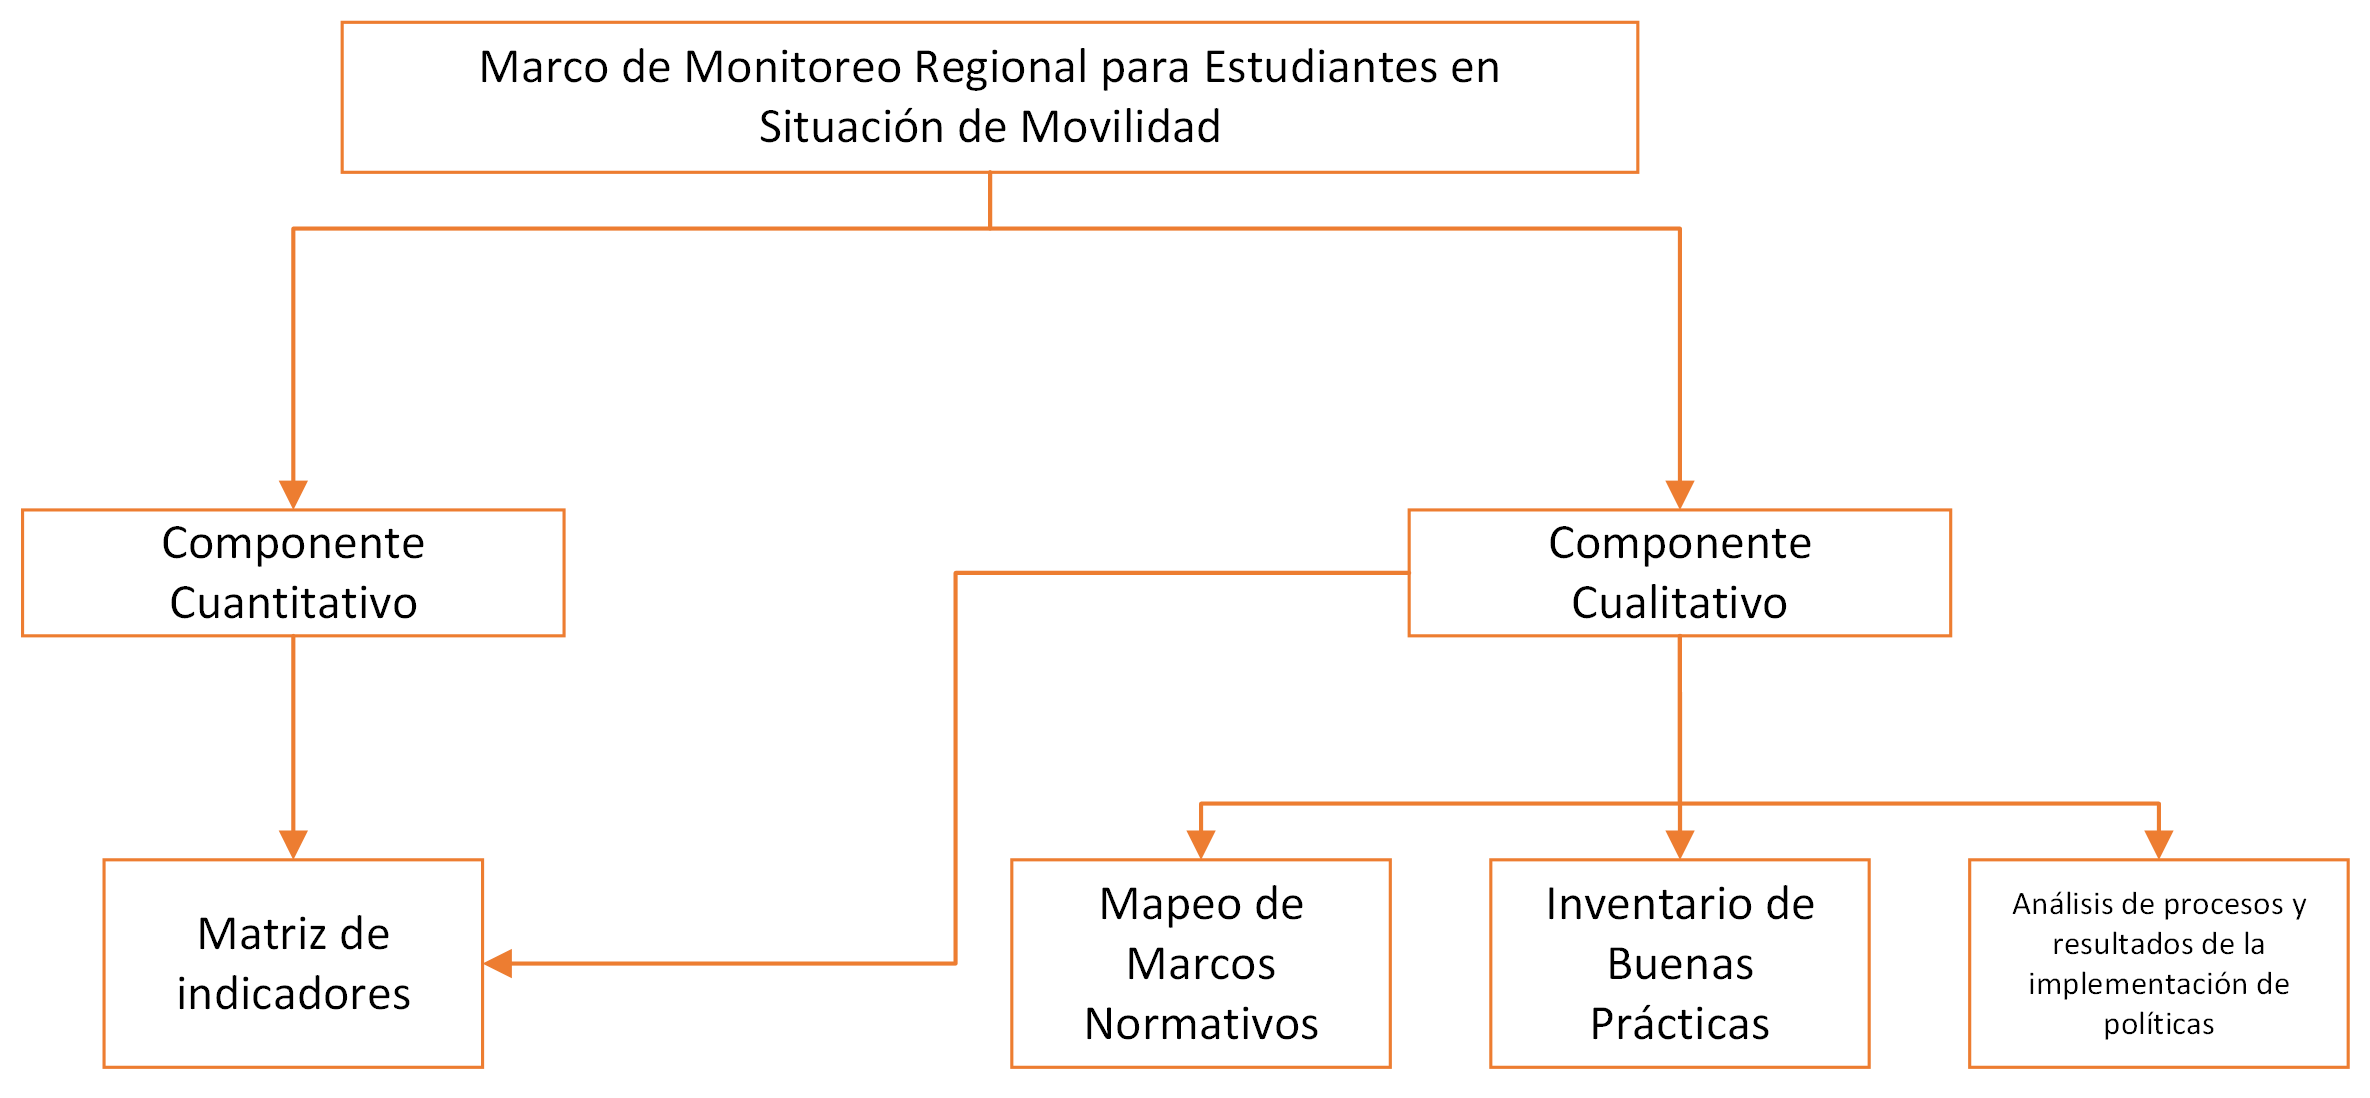 Marco de Monitoreo Regional para Estudiantes en
Situación de Movilidad
Componente
Cuantitativo
Componente
Cualitativo
Matriz de
indicadores
Mapeo de
Marcos
Normativos
Inventario de
Buenas
Prácticas
Análisis de procesos y
resultados de la
implementación de
políticas